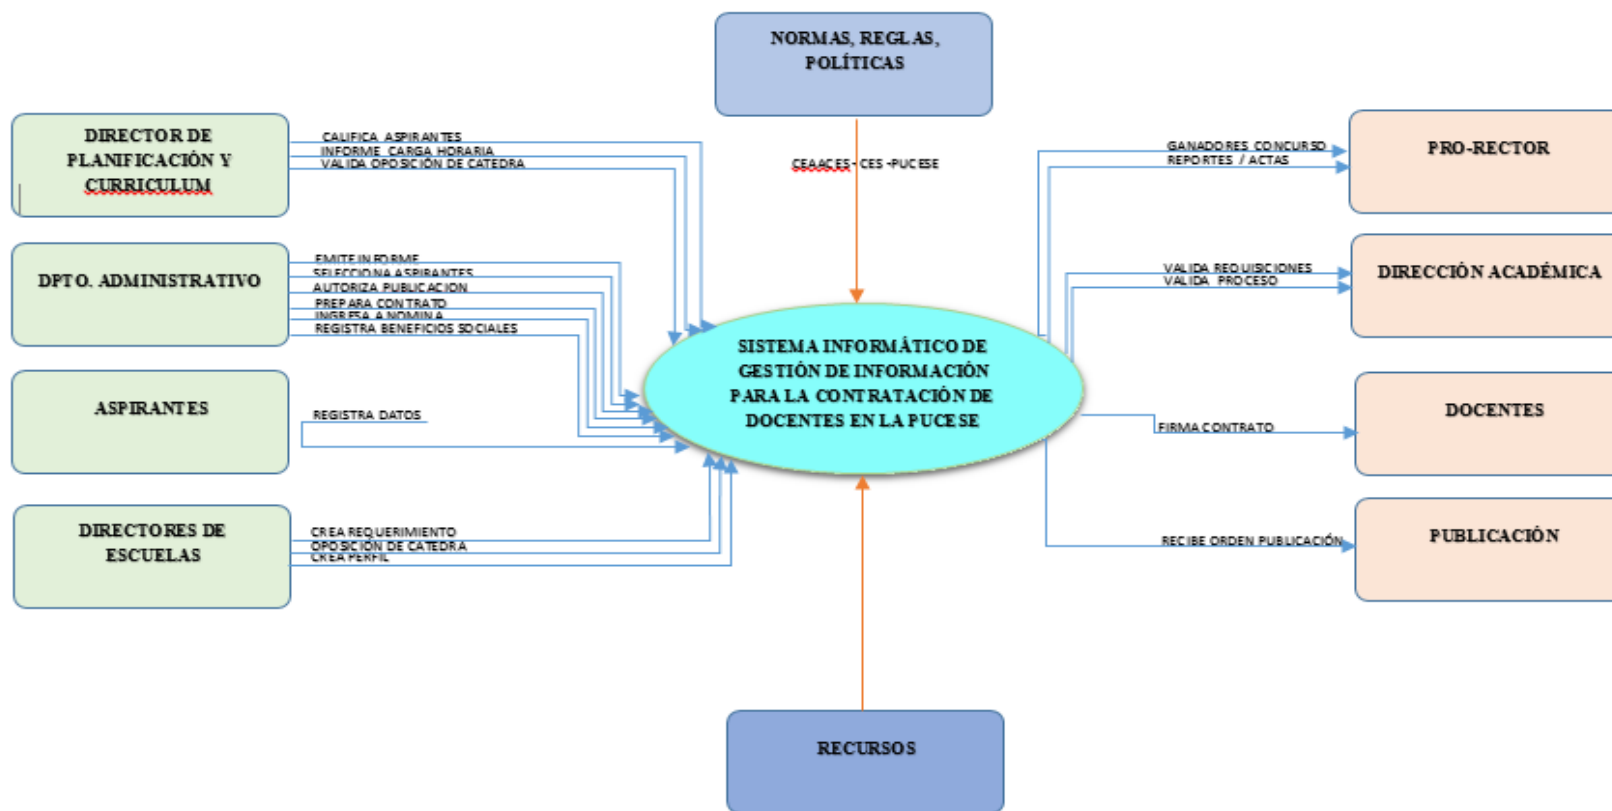 NORMAS, REGLAS,
POLÍTICAS
CEAACES - CES -PUCESE
DIRECTOR DE
PLANIFICACIÓN Y
CURRICULUM
CALIFICA ASPIRANTES
INFORME CARGA HORARIA
VALIDA OPOSICIÓN DE CATEDRA
DPTO. ADMINISTRATIVO
EMITE INFORME
SELECCIONA ASPIRANTES
AUTORIZA PUBLICACION
PREPARA CONTRATO
INGRESA A NOMINA
REGISTRA BENEFICIOS SOCIALES
ASPIRANTES
REGISTRA DATOS
DIRECTORES DE
ESCUELAS
CREA REQUERIMIENTO
OPOSICIÓN DE CATEDRA
CREA PERFIL
SISTEMA INFORMÁTICO DE
GESTIÓN DE INFORMACIÓN
PARA LA CONTRATACIÓN DE
DOCENTES EN LA PUCESE
GANADORES CONCURSO
REPORTES / ACTAS
PRO-RECTOR
VALIDA REQUISICIONES
VALIDA PROCESO
DIRECCIÓN ACADÉMICA
FIRMA CONTRATO
DOCENTES
RECIBE ORDEN PUBLICACIÓN
PUBLICACIÓN
RECURSOS